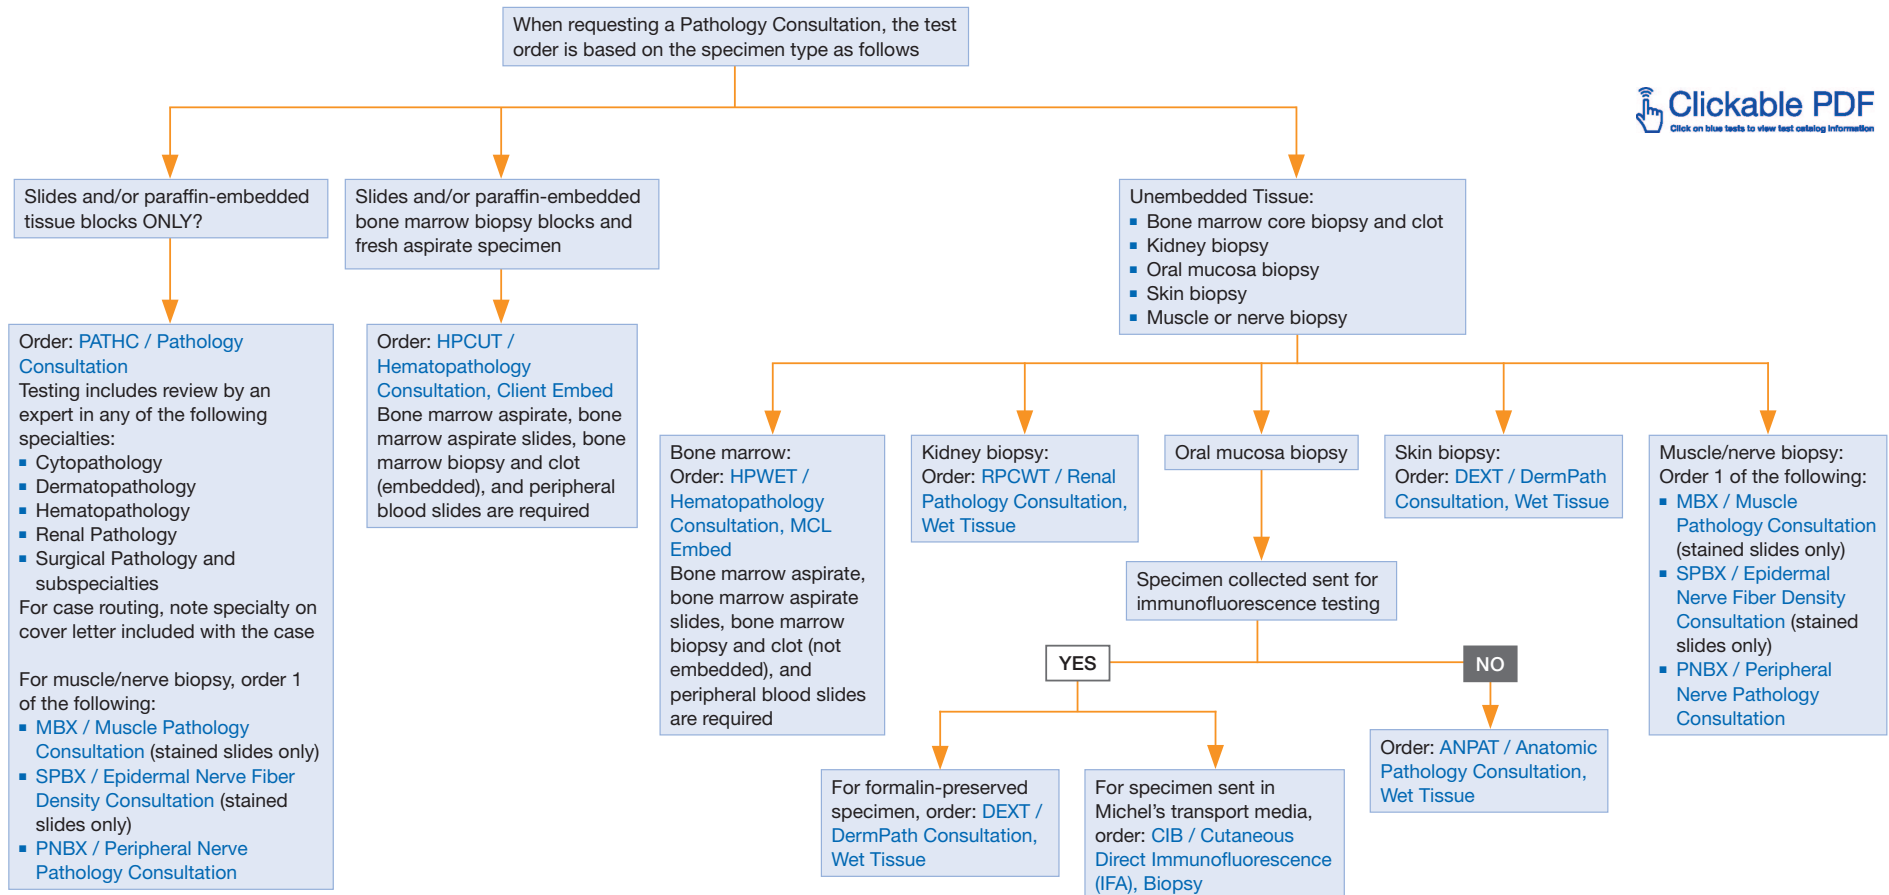 When requesting a Pathology Consultation, the test
order is based on the specimen type as follows
Clickable PDF
Click on blue tests to view test catalog information
Slides and/or paraffin-embedded
tissue blocks ONLY?
Slides and/or paraffin-embedded
bone marrow biopsy blocks and
fresh aspirate specimen
Unembedded Tissue:
▪ Bone marrow core biopsy and clot
▪ Kidney biopsy
▪ Oral mucosa biopsy
▪ Skin biopsy
▪ Muscle or nerve biopsy
Order: PATHC / Pathology
Consultation
Testing includes review by an
expert in any of the following
specialties:
▪ Cytopathology
▪ Dermatopathology
▪ Hematopathology
▪ Renal Pathology
▪ Surgical Pathology and
subspecialties
For case routing, note specialty on
cover letter included with the case
For muscle/nerve biopsy, order 1
of the following:
▪ MBX / Muscle Pathology
Consultation (stained slides only)
▪ SPBX / Epidermal Nerve Fiber
Density Consultation (stained
slides only)
▪ PNBX / Peripheral Nerve
Pathology Consultation
Order: HPCUT /
Hematopathology
Consultation, Client Embed
Bone marrow aspirate, bone
marrow aspirate slides, bone
marrow biopsy and clot
(embedded), and peripheral
blood slides are required
Bone marrow:
Order: HPWET /
Hematopathology
Consultation, MCL
Embed
Bone marrow aspirate,
bone marrow aspirate
slides, bone marrow
biopsy and clot (not
embedded), and
peripheral blood slides
are required
Kidney biopsy:
Order: RPCWT / Renal
Pathology Consultation,
Wet Tissue
Oral mucosa biopsy
Skin biopsy:
Order: DEXT / DermPath
Consultation, Wet Tissue
Muscle/nerve biopsy:
Order 1 of the following:
▪ MBX / Muscle
Pathology Consultation
(stained slides only)
▪ SPBX / Epidermal
Nerve Fiber Density
Consultation (stained
slides only)
▪ PNBX / Peripheral
Nerve Pathology
Consultation
Specimen collected sent for
immunofluorescence testing
YES
NO
For formalin-preserved
specimen, order: DEXT /
DermPath Consultation,
Wet Tissue
For specimen sent in
Michel's transport media,
order: CIB / Cutaneous
Direct Immunofluorescence
(IFA), Biopsy
Order: ANPAT / Anatomic
Pathology Consultation,
Wet Tissue